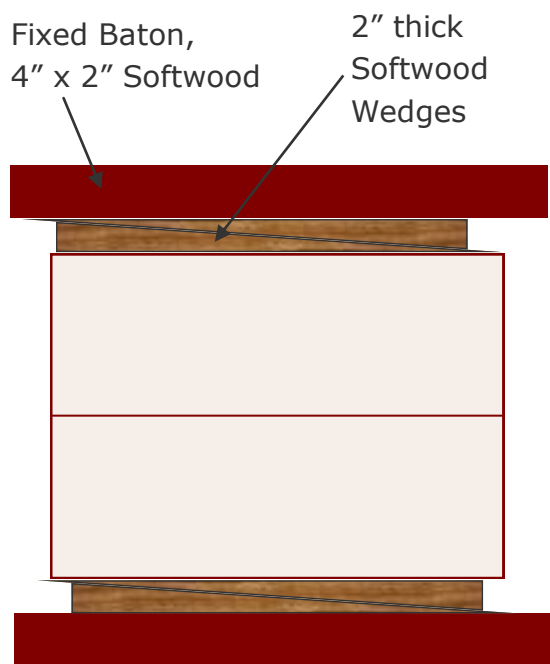 Fixed Baton,
4” x 2” Softwood
2” thick
Softwood
Wedges